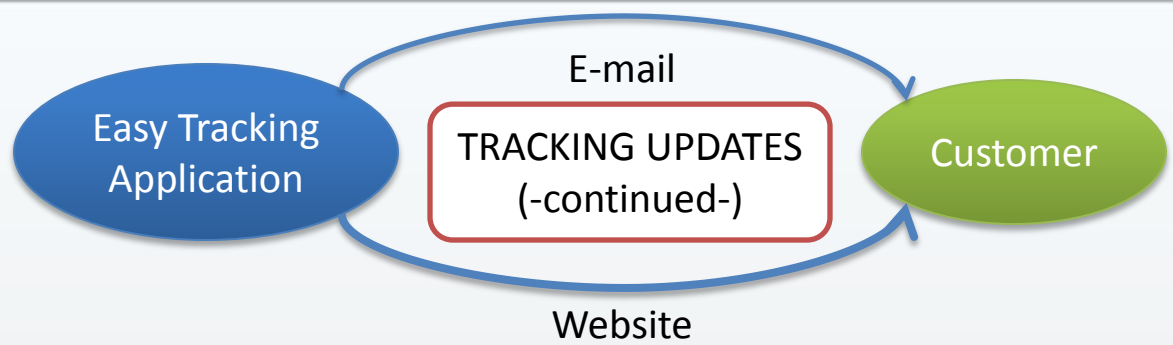 E-mail
Easy Tracking
Application
TRACKING UPDATES
(-continued-)
Customer
Website